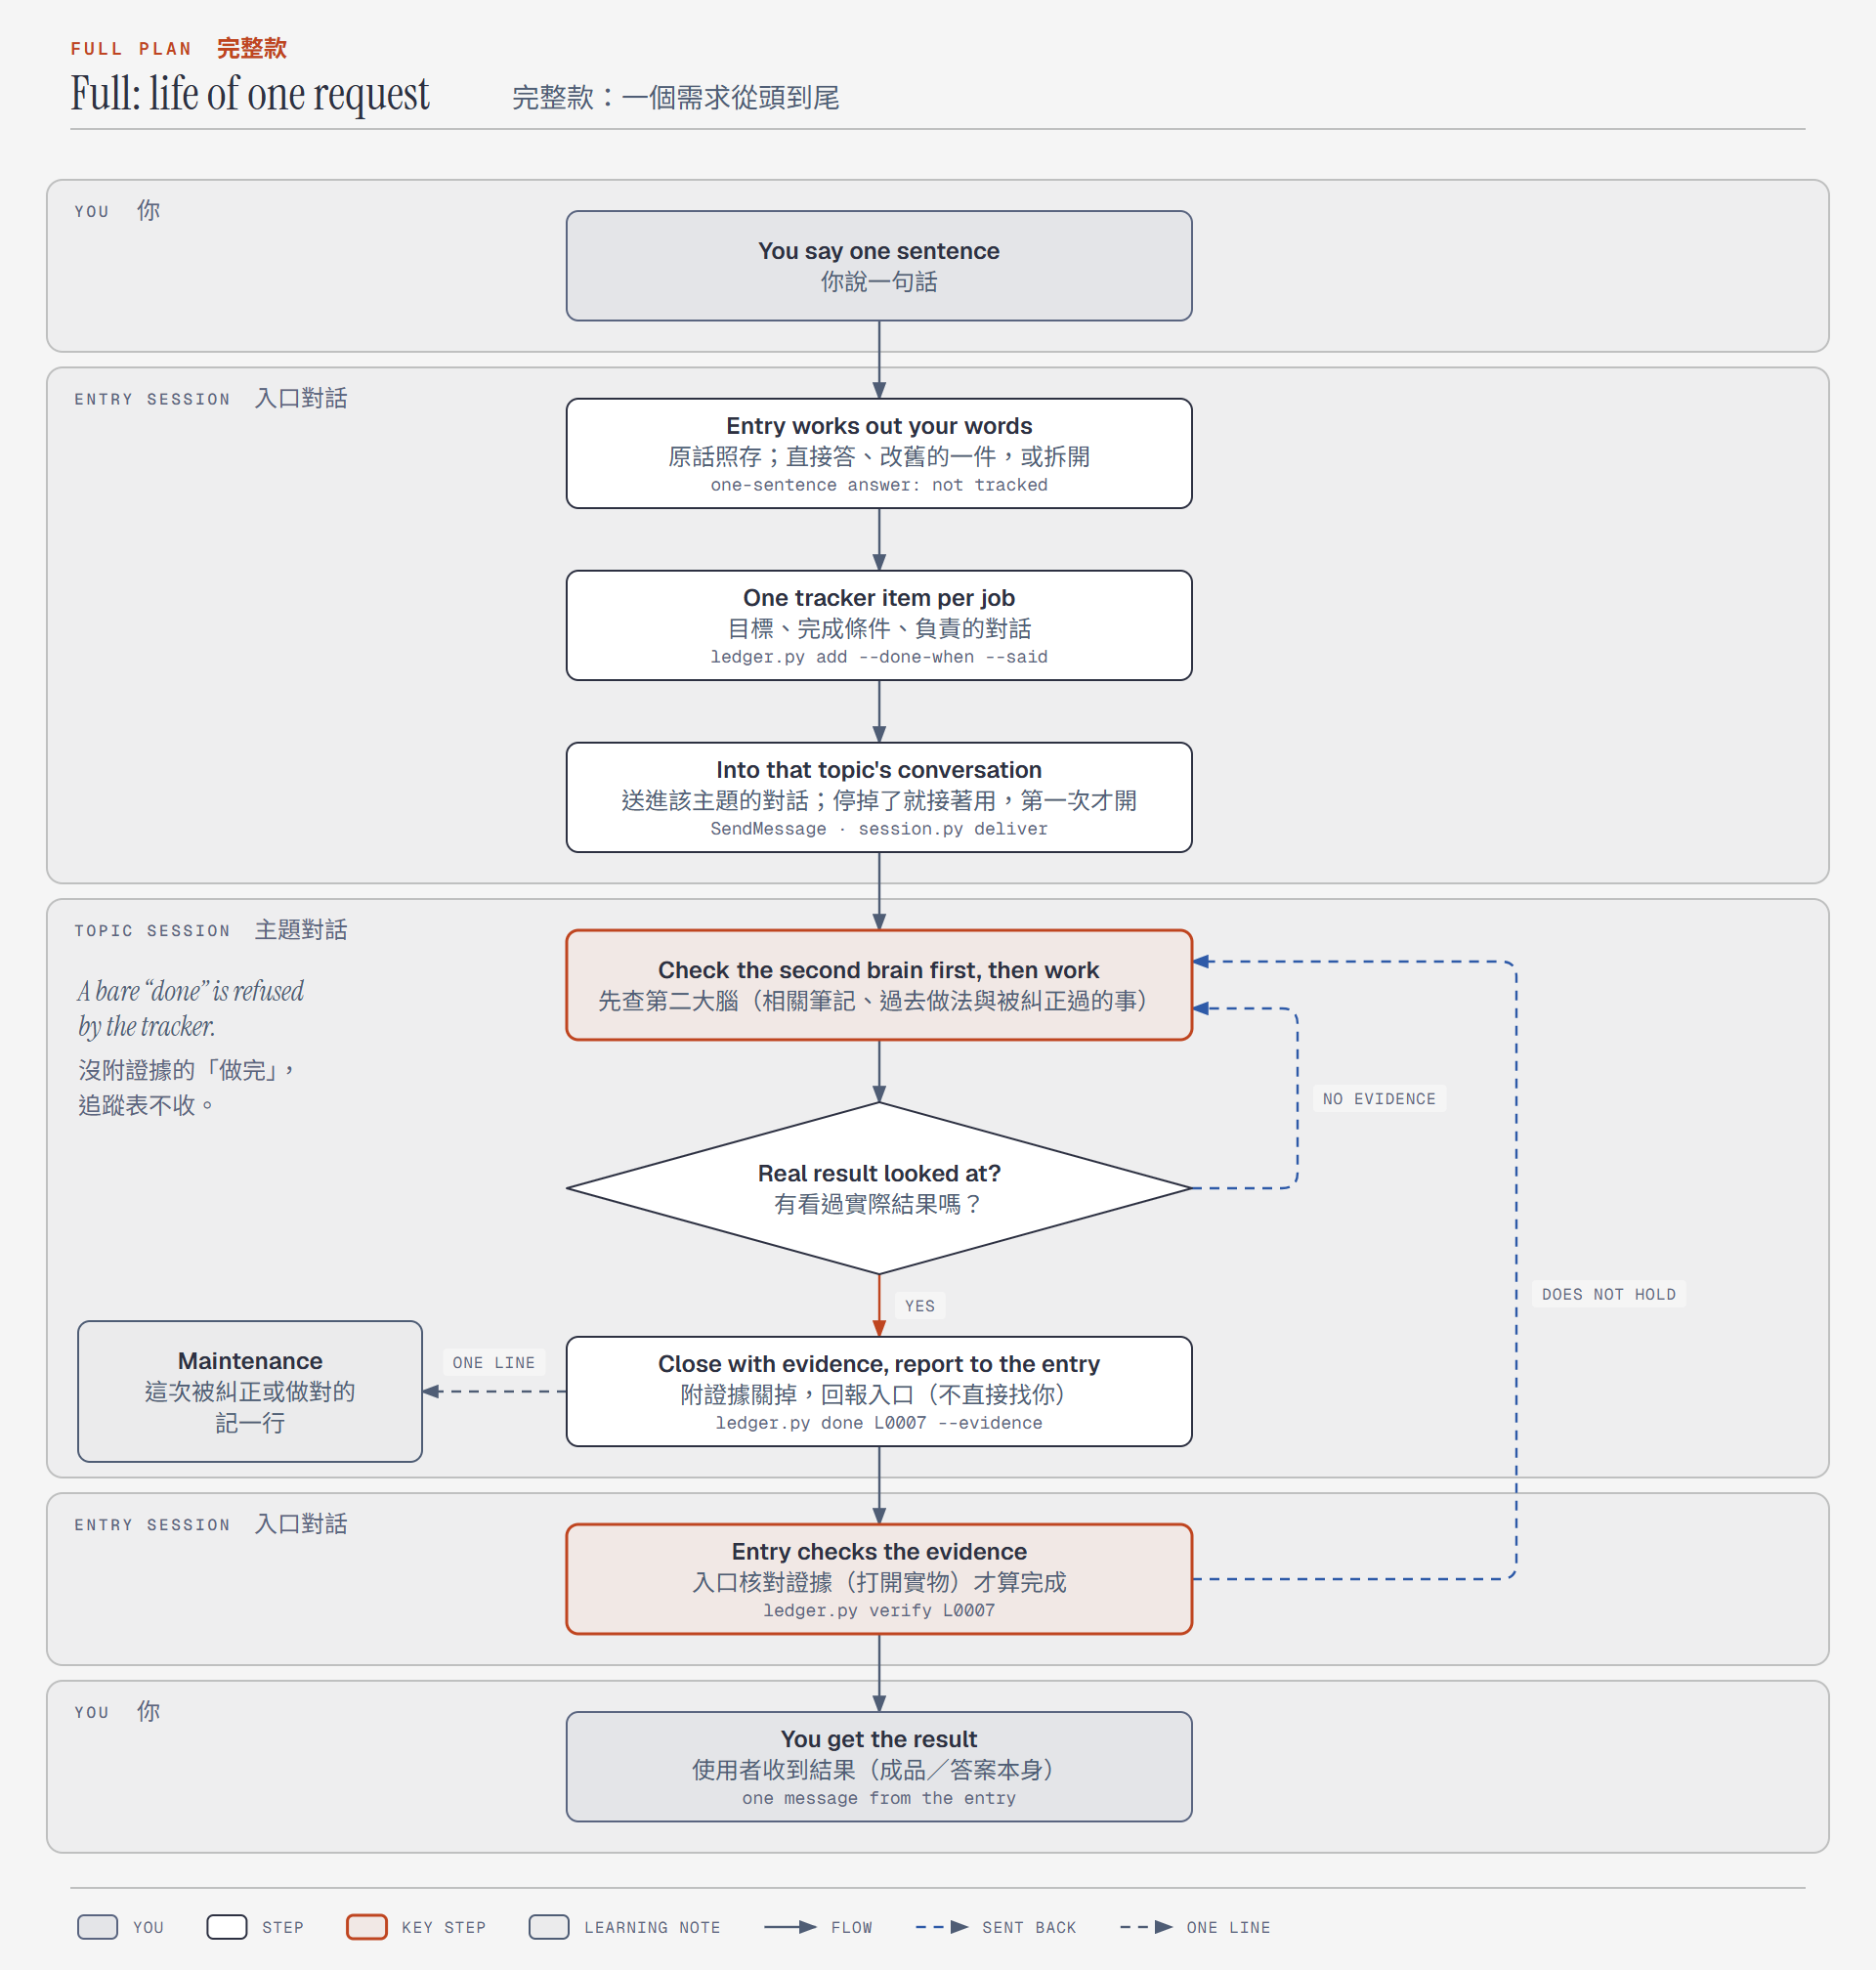 FULL PLAN 完整款
Full: life of one request 完整款：一個需求從頭到尾
YOU 你
You say one sentence
你說一句話
ENTRY SESSION 入口對話
Entry works out your words
原話照存；直接答、改舊的一件，或拆開
one-sentence answer: not tracked
One tracker item per job
目標、完成條件、負責的對話
ledger.py add --done-when --said
Into that topic's conversation
送進該主題的對話；停掉了就接著用，第一次才開
SendMessage · session.py deliver
TOPIC SESSION 主題對話
A bare “done” is refused
by the tracker.
沒附證據的「做完」，
追蹤表不收。
Check the second brain first, then work
先查第二大腦（相關筆記、過去做法與被糾正過的事）
NO EVIDENCE
Real result looked at?
有看過實際結果嗎？
DOES NOT HOLD
YES
Maintenance
這次被糾正或做對的
記一行
ONE LINE
Close with evidence, report to the entry
附證據關掉，回報入口（不直接找你）
ledger.py done L0007 --evidence
ENTRY SESSION 入口對話
Entry checks the evidence
入口核對證據（打開實物）才算完成
ledger.py verify L0007
YOU 你
You get the result
使用者收到結果（成品／答案本身）
one message from the entry
YOU STEP KEY STEP LEARNING NOTE FLOW SENT BACK ONE LINE